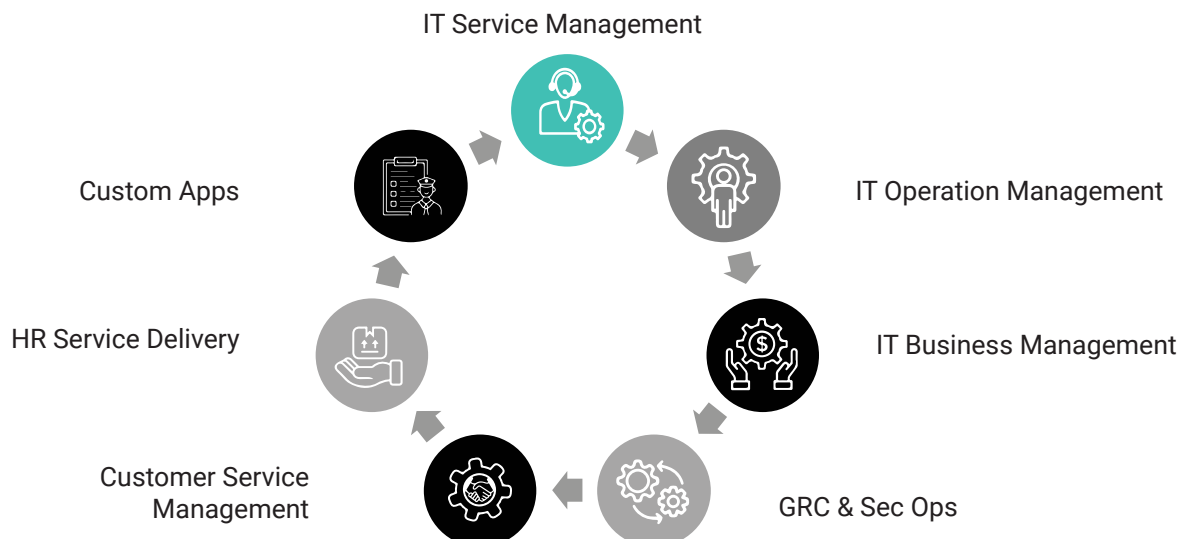 IT Service Management
Custom Apps
IT Operation Management
HR Service Delivery
IT Business Management
$
Customer Service
Management
GRC & Sec Ops